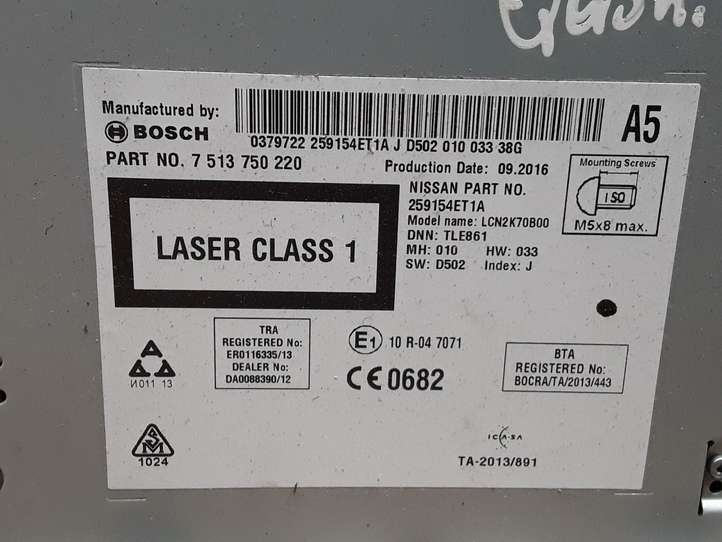 Manufactured by:
BOSCH
0379722 259154ET1A J D502 010 033 38G
A5
PART NO. 7 513 750 220
Production Date: 09.2016
NISSAN PART NO.
259154ET1A
Model name: LCN2K70B00
DNN: TLE861
MH: 010 HW: 033
SW: D502 Index: J
Mounting Screws
ISO
M5x8 max.
LASER CLASS 1
И011 13
TRA
REGISTERED No:
ER0116335/13
DEALER No:
DA0088390/12
E1 10 R-04 7071
CE0682
BTA
REGISTERED No:
BOCRA/TA/2013/443
SM
1024
ICASA
TA-2013/891